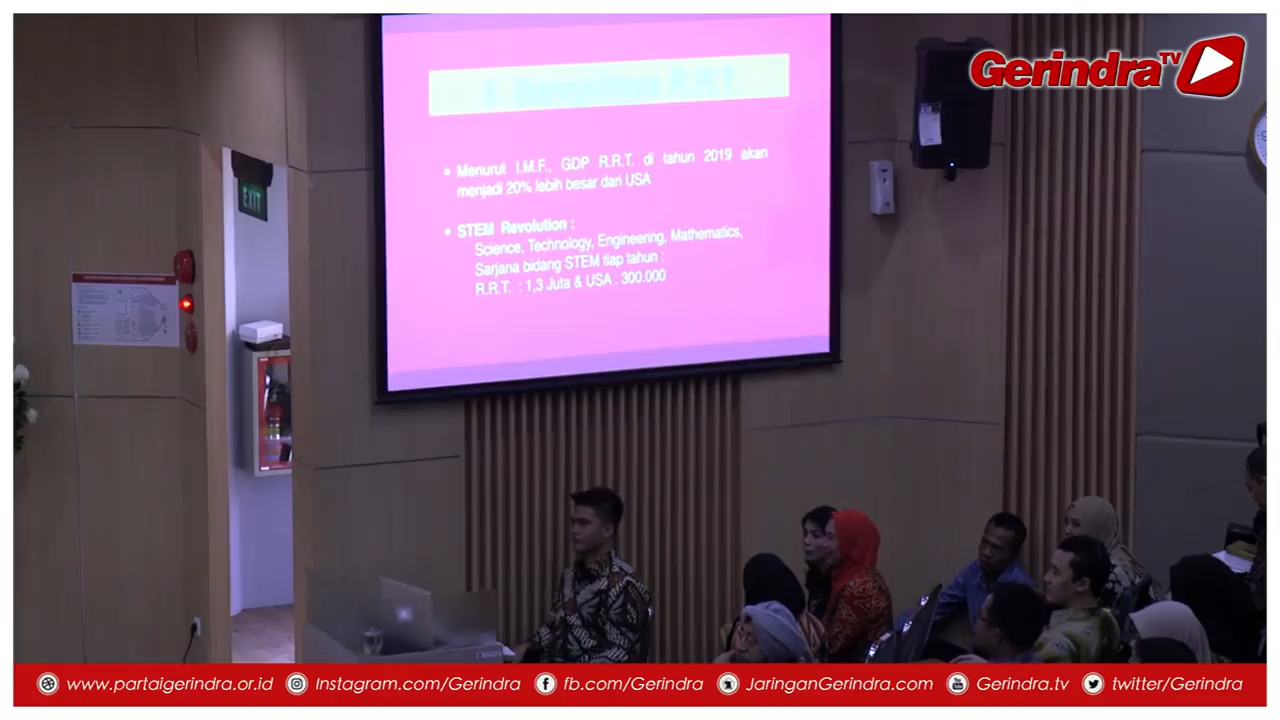 Gerindra TV
R.R.T.
• Menurut I.M.F., GDP R.R.T. di tahun 2019 akan
menjadi 20% lebih besar dari USA
• STEM Revolution :
Science, Technology, Engineering, Mathematics,
Sarjana bidang STEM tiap tahun :
R.R.T. : 1,3 Juta & USA : 300.000
EXIT
www.partaigerindra.or.id Instagram.com/Gerindra fb.com/Gerindra JaringanGerindra.com Gerindra.tv twitter/Gerindra